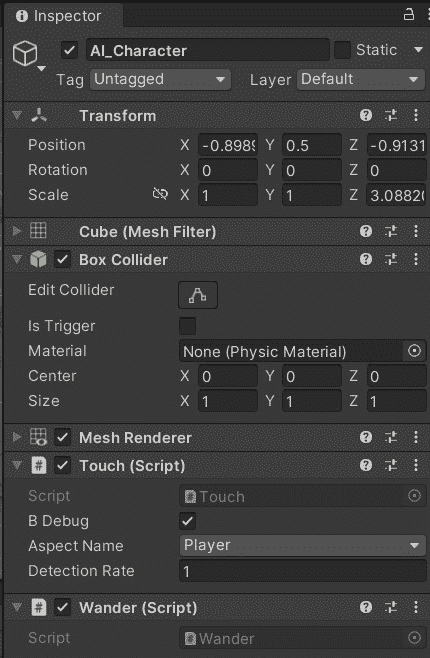 Inspector
AI_Character Static
Tag Untagged Layer Default
Transform
Position X -0.8989 Y 0.5 Z -0.9131
Rotation X 0 Y 0 Z 0
Scale X 1 Y 1 Z 3.0882
Cube (Mesh Filter)
Box Collider
Edit Collider
Is Trigger
Material None (Physic Material)
Center X 0 Y 0 Z 0
Size X 1 Y 1 Z 1
Mesh Renderer
Touch (Script)
Script Touch
B Debug
Aspect Name Player
Detection Rate 1
Wander (Script)
Script Wander